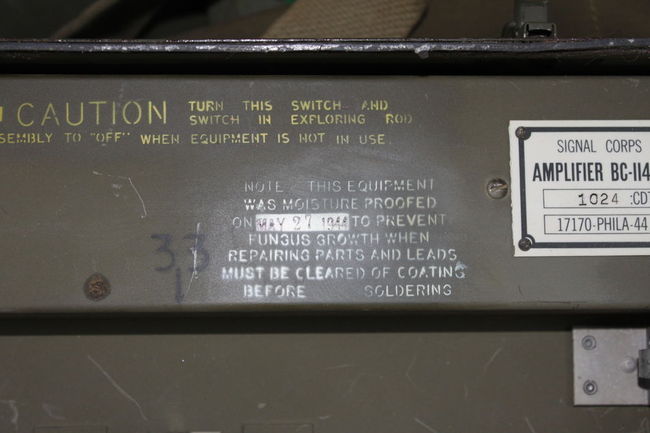 CAUTION TURN THIS SWITCH AND
SWITCH IN EXPLORING ROD
SEMBLY TO "OFF" WHEN EQUIPMENT IS NOT IN USE.
NOTE: THIS EQUIPMENT
WAS MOISTURE PROOFED
ON MAY 27 1944 TO PREVENT
FUNGUS GROWTH WHEN
REPAIRING PARTS AND LEADS
MUST BE CLEARED OF COATING
BEFORE SOLDERING
33
1
SIGNAL CORPS
AMPLIFIER BC-114
1024 :CDT
17170-PHILA-44